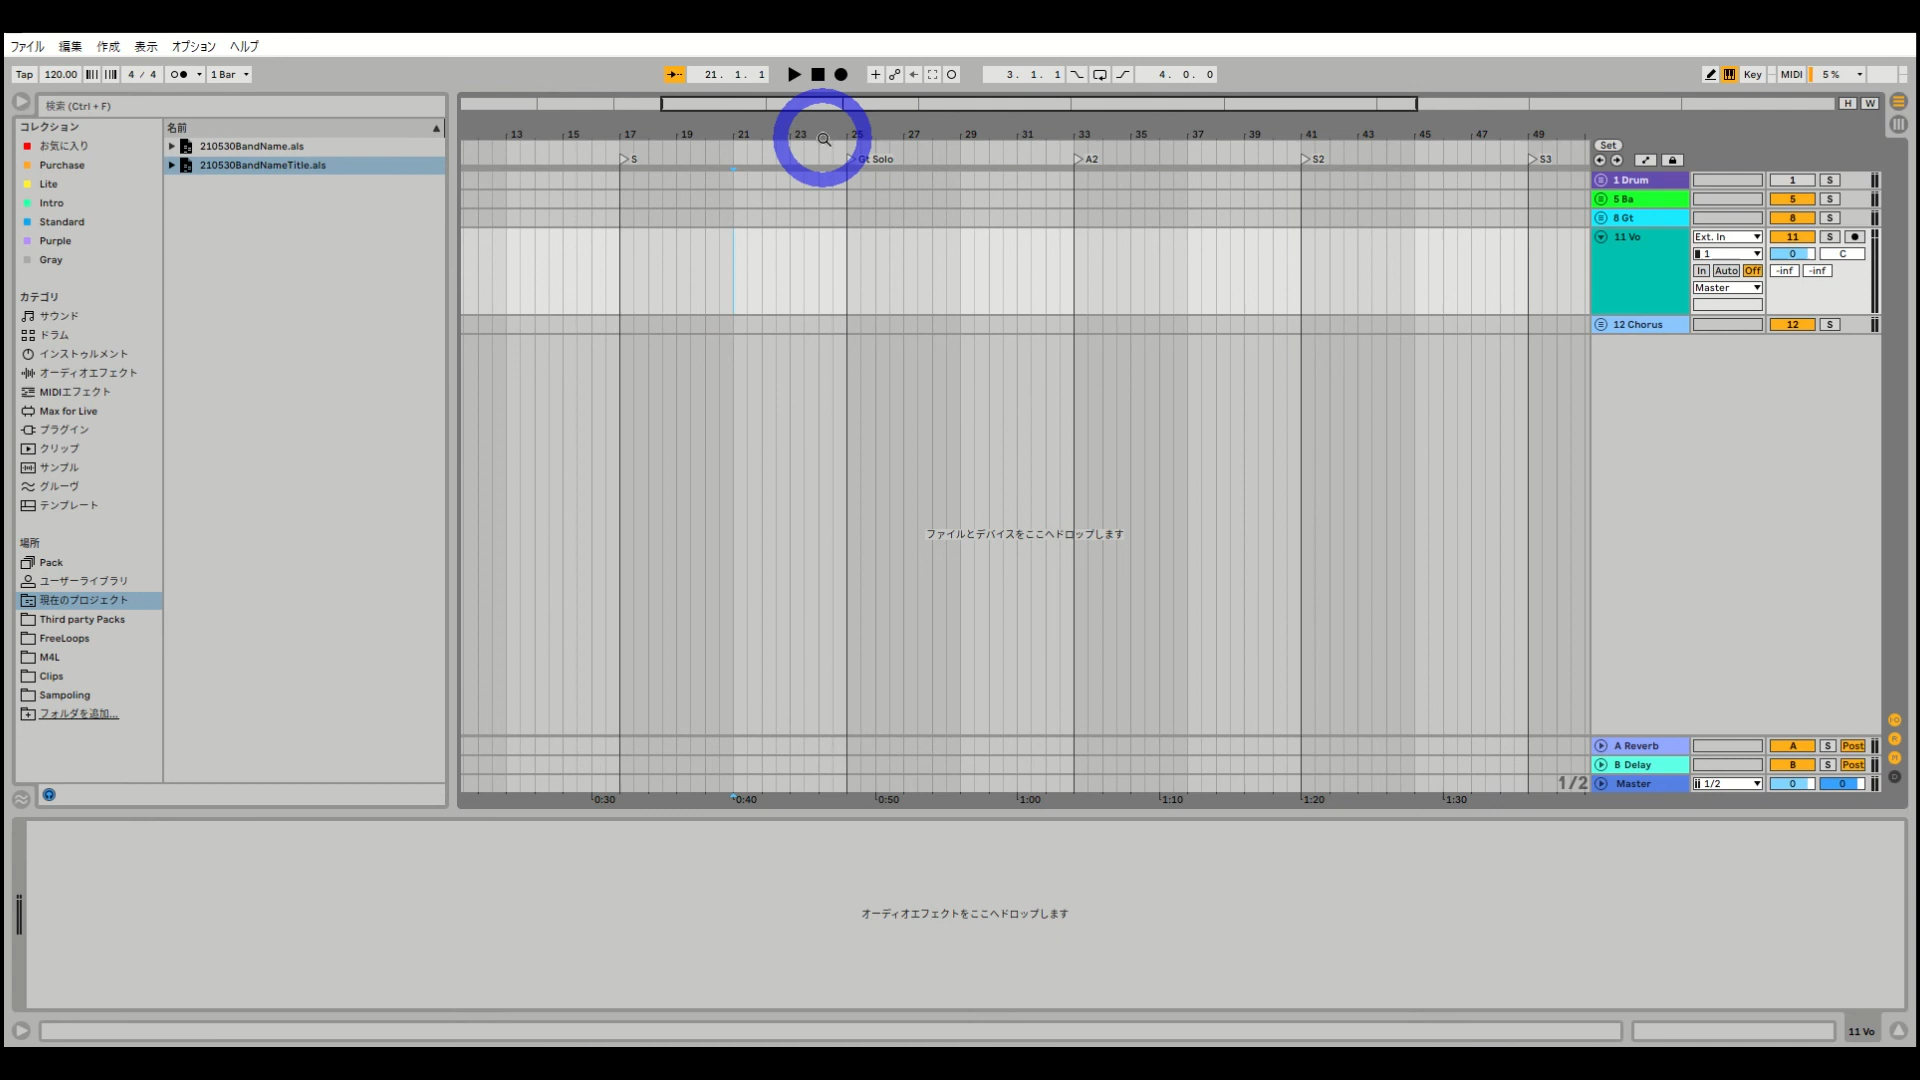 ファイル 編集 作成 表示 オプション ヘルプ
Tap 120.00 4 / 4 1 Bar 21. 1. 1 3. 1. 1 4. 0. 0 Key MIDI 5 %
検索 (Ctrl + F)
H W
コレクション
名前
お気に入り
Purchase
Lite
Intro
Standard
Purple
Gray
210530BandName.als
210530BandNameTitle.als
カテゴリ
サウンド
ドラム
インストゥルメント
オーディオエフェクト
MIDIエフェクト
Max for Live
プラグイン
クリップ
サンプル
グルーヴ
テンプレート
場所
Pack
ユーザーライブラリ
現在のプロジェクト
Third party Packs
FreeLoops
M4L
Clips
Sampoling
フォルダを追加...
13 15 17 19 21 23 25 27 29 31 33 35 37 39 41 43 45 47 49
S Gt Solo A2 S2 S3
Set
1 Drum 1 S
5 Ba 5 S
8 Gt 8 S
11 Vo Ext. In 11 S
1 0 C
In Auto Off -inf -inf
Master
12 Chorus 12 S
ファイルとデバイスをここへドロップします
A Reverb A S Post
B Delay B S Post
1/2 Master 1/2 0 0
0:30 0:40 0:50 1:00 1:10 1:20 1:30
オーディオエフェクトをここへドロップします
11 Vo